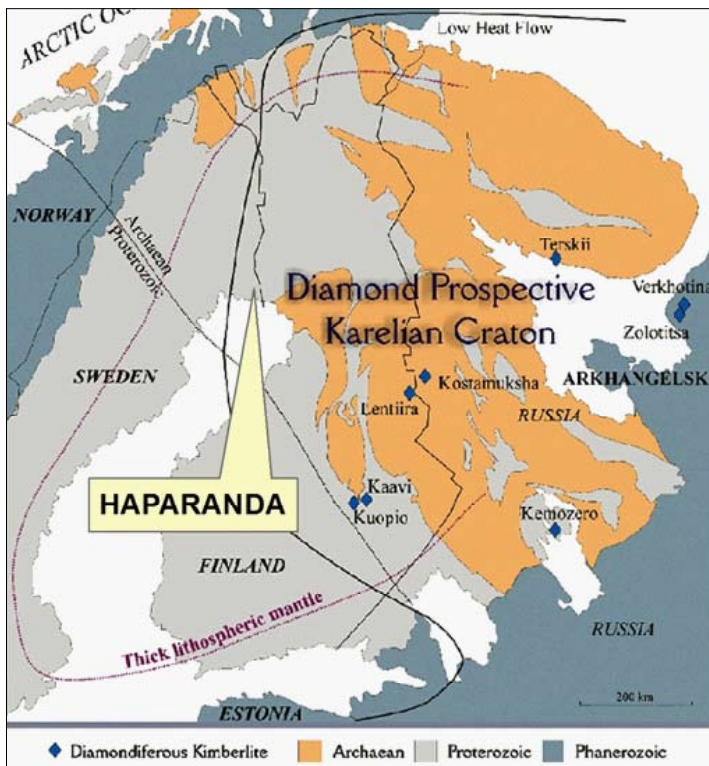 ARCTIC OC
Low Heat Flow
NORWAY
Archaean
Proterozoic
Terskii
Diamond Prospective
Karelian Craton
Verkhotina
Zolotitsa
SWEDEN
Kostamuksha
ARKHANGELSK
Lentiira
RUSSIA
HAPARANDA
Kaavi
Kuopio
Kemozero
FINLAND
RUSSIA
Thick lithospheric mantle
200 km
ESTONIA
Diamondiferous Kimberlite Archaean Proterozoic Phanerozoic